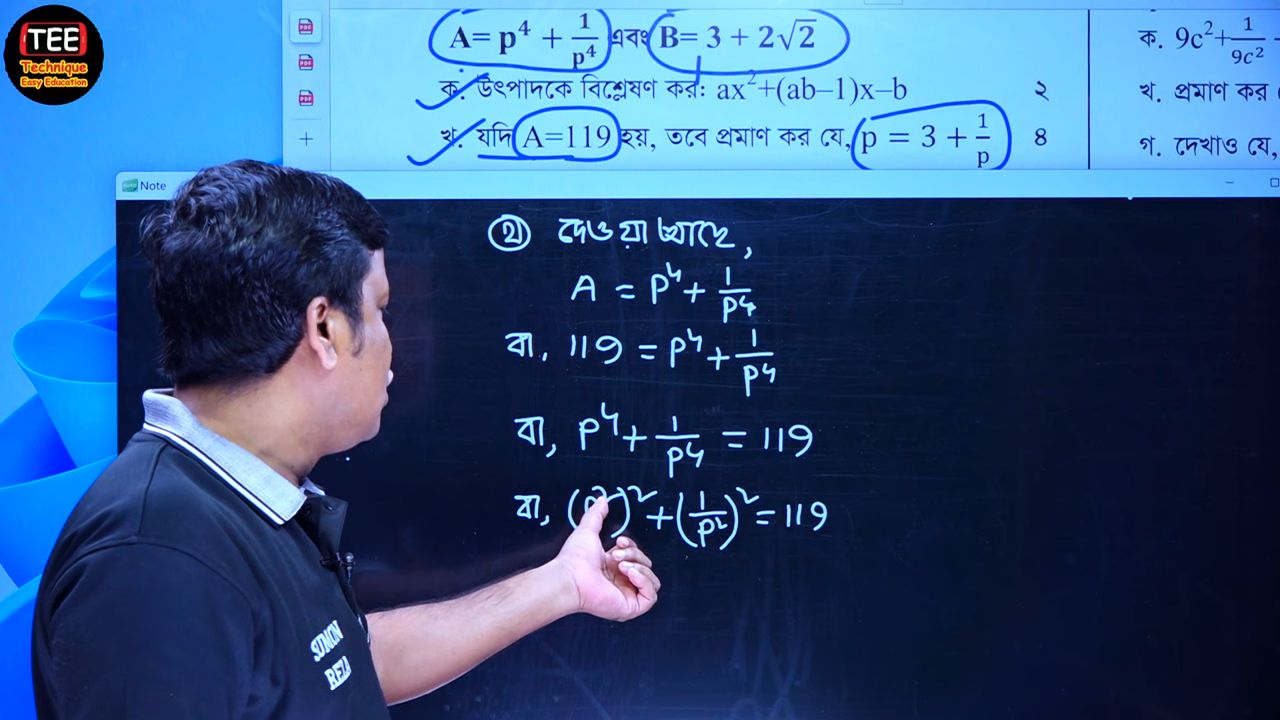 TEE
Technique
Easy Education
A= p⁴ + 1/p⁴ এবং B= 3 + 2√2
ক. উৎপাদকে বিশ্লেষণ কর: ax²+(ab–1)x–b ২
খ. যদি A=119 হয়, তবে প্রমাণ কর যে, p = 3 + 1/p ৪
ক. 9c²+1/9c²
খ. প্রমাণ কর
গ. দেখাও যে,
Note
খ দেওয়া আছে,
A = P⁴ + 1/P⁴
বা, 119 = P⁴ + 1/P⁴
বা, P⁴ + 1/P⁴ = 119
বা, (P²)² + (1/P²)² = 119
SUMON
REZA